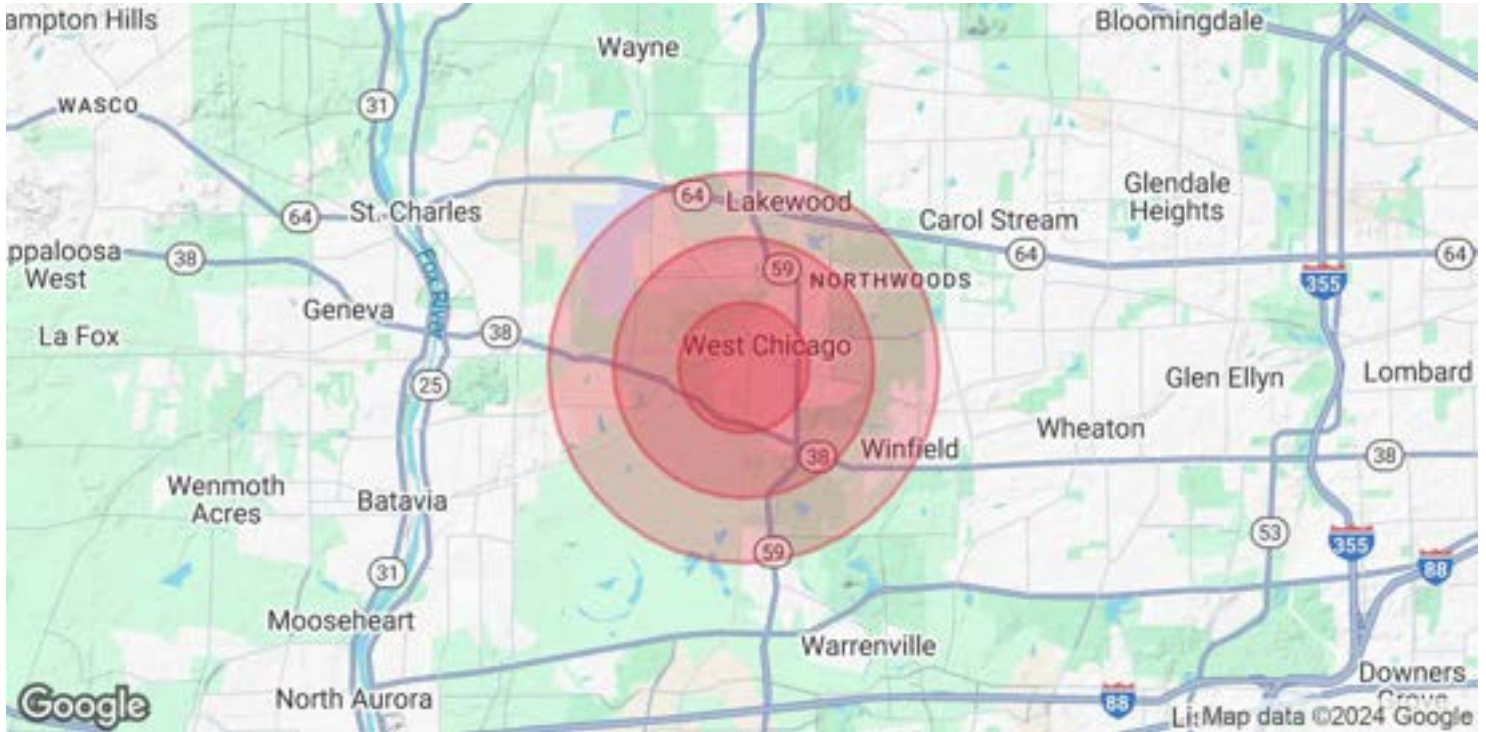 ampton Hills
Bloomingdale
Wayne
WASCO
31
64
Lakewood
Glendale
Heights
St. Charles
64
Carol Stream
64
64
ppaloosa
West
38
Fox River
59
NORTHWOODS
355
Geneva
La Fox
38
West Chicago
25
Glen Ellyn
Lombard
Wheaton
38
Winfield
38
Wenmoth
Acres
Batavia
53
355
59
88
31
Mooseheart
Warrenville
Downers
Grove
North Aurora
88
Google
Map data ©2024 Google